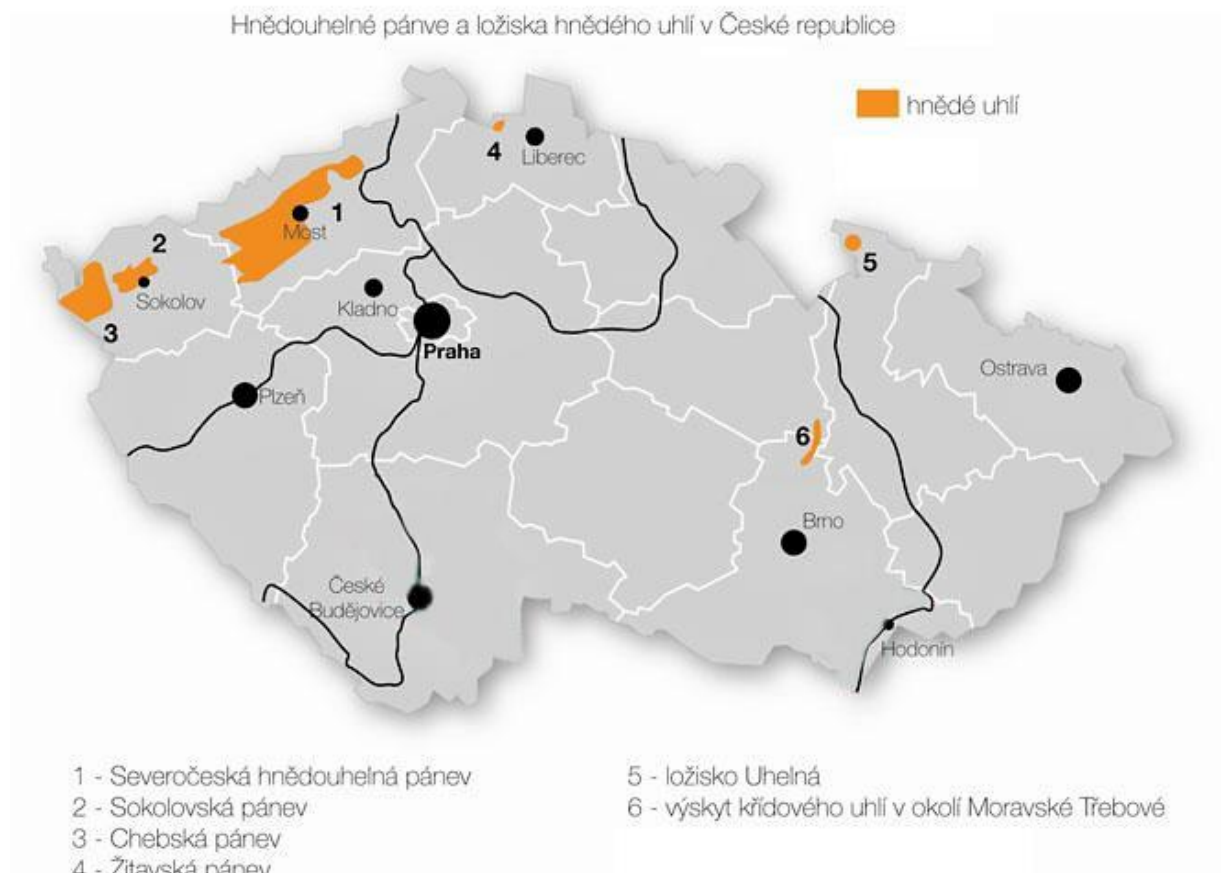 Hnědouhelné pánve a ložiska hnědého uhlí v České republice
hnědé uhlí
4
Liberec
1
Most
2
Sokolov
3
5
Kladno
Praha
Plzeň
Ostrava
6
Brno
České
Budějovice
Hodonín
1 - Severočeská hnědouhelná pánev
2 - Sokolovská pánev
3 - Chebská pánev
4 - Žitavská pánev
5 - ložisko Uhelná
6 - výskyt křídového uhlí v okolí Moravské Třebové